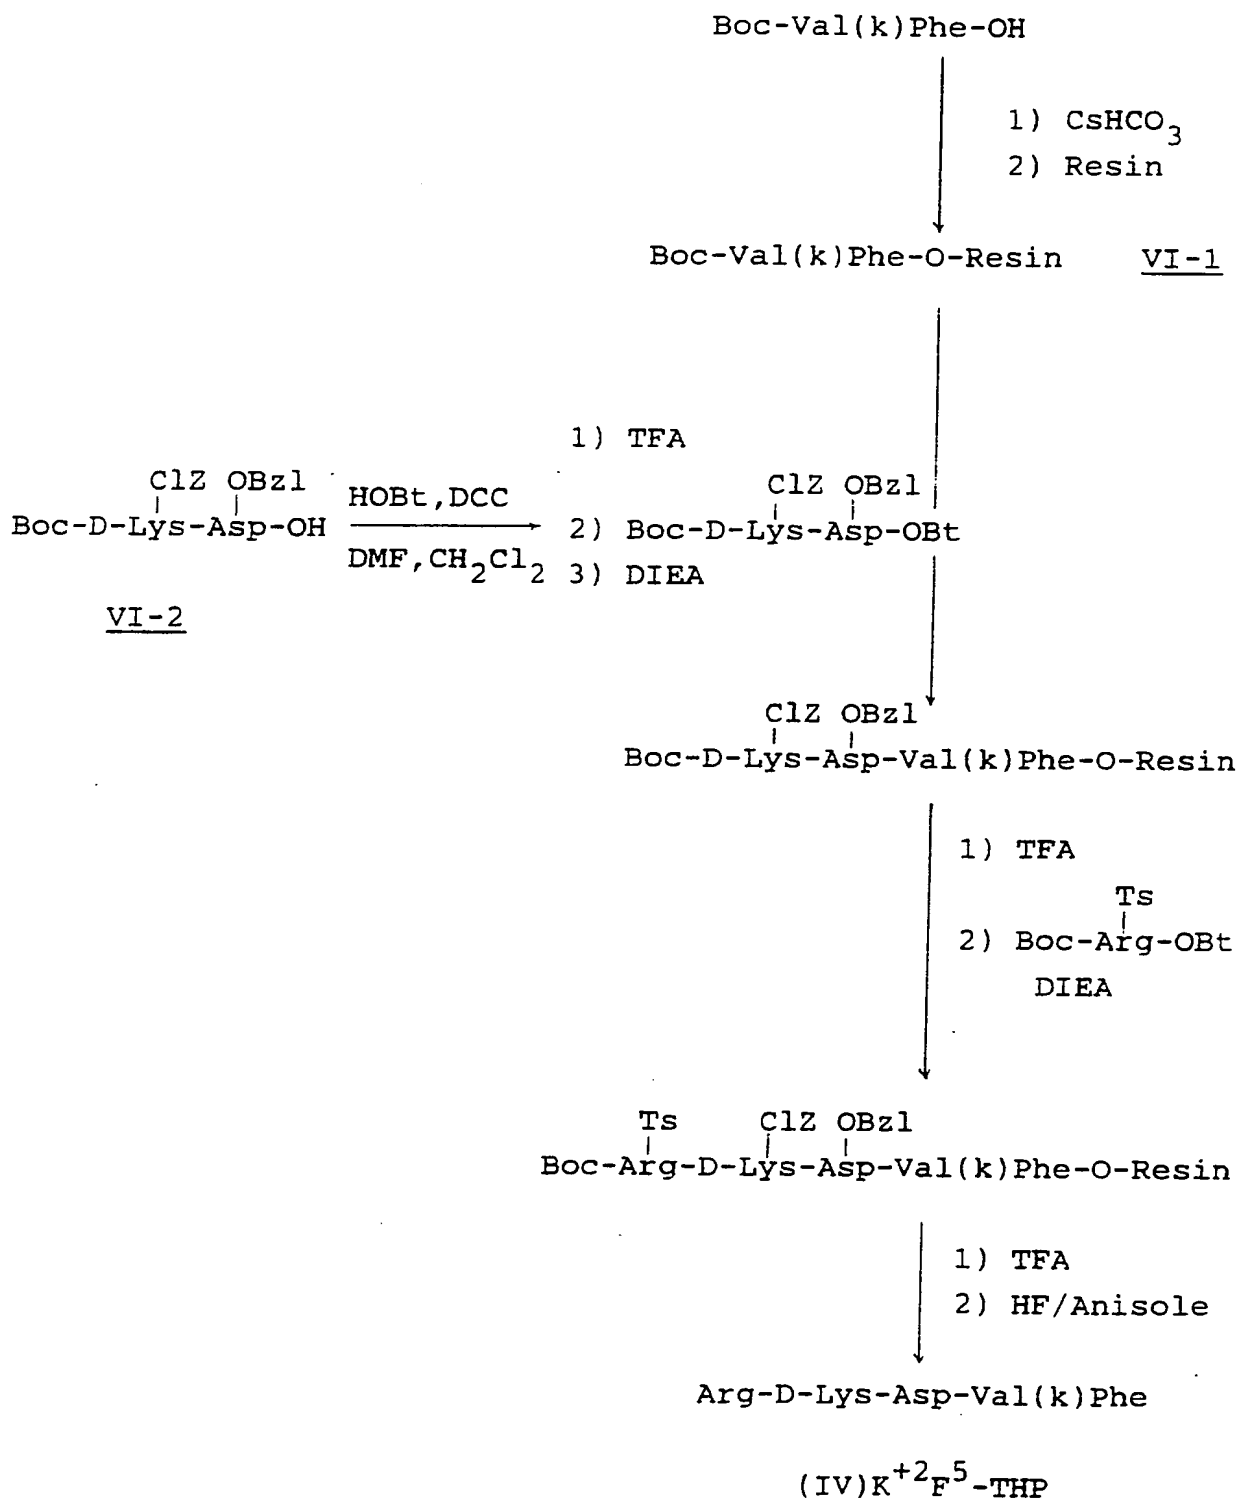 Boc-Val(k)Phe-OH
1) CsHCO3
2) Resin
Boc-Val(k)Phe-O-Resin VI-1
1) TFA
ClZ OBzl
Boc-D-Lys-Asp-OH
HOBt,DCC
DMF,CH2Cl2
VI-2
ClZ OBzl
2) Boc-D-Lys-Asp-OBt
3) DIEA
ClZ OBzl
Boc-D-Lys-Asp-Val(k)Phe-O-Resin
1) TFA
Ts
2) Boc-Arg-OBt
DIEA
Ts ClZ OBzl
Boc-Arg-D-Lys-Asp-Val(k)Phe-O-Resin
1) TFA
2) HF/Anisole
Arg-D-Lys-Asp-Val(k)Phe
(IV)K+2F5-THP